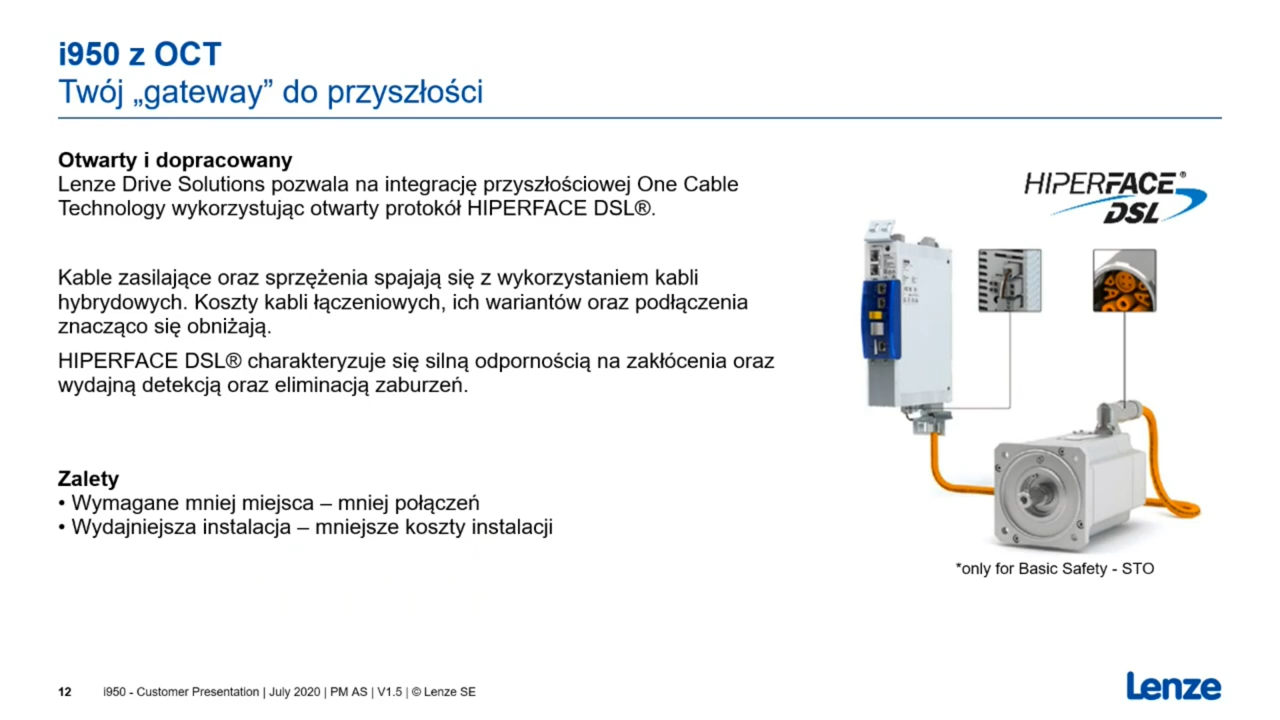 i950 z OCT
Twój „gateway” do przyszłości
Otwarty i dopracowany
Lenze Drive Solutions pozwala na integrację przyszłościowej One Cable
Technology wykorzystując otwarty protokół HIPERFACE DSL®.
HIPERFACE®
DSL
Kable zasilające oraz sprzężenia spajają się z wykorzystaniem kabli
hybrydowych. Koszty kabli łączeniowych, ich wariantów oraz podłączenia
znacząco się obniżają.
HIPERFACE DSL® charakteryzuje się silną odpornością na zakłócenia oraz
wydajną detekcją oraz eliminacją zaburzeń.
Zalety
• Wymagane mniej miejsca – mniej połączeń
• Wydajniejsza instalacja – mniejsze koszty instalacji
*only for Basic Safety - STO
12 i950 - Customer Presentation | July 2020 | PM AS | V1.5 | © Lenze SE
Lenze